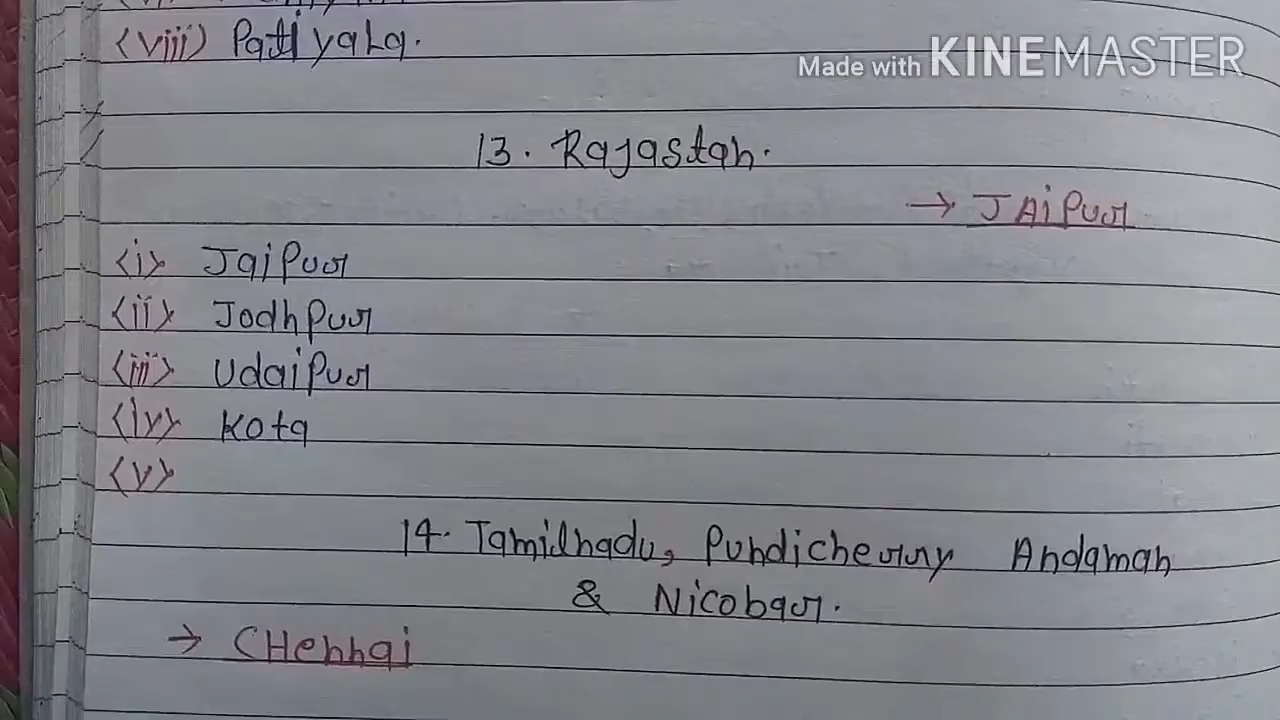 (viii) Patiyala.
Made with KINEMASTER
13. Rajastan.
→ JAiPur
(i) JaiPur
(ii) JodhPur
(iii) UdaiPur
(iv) Kota
(v)
14. Tamilnadu, Pundicherry Andaman
& Nicobar.
→ CHennai